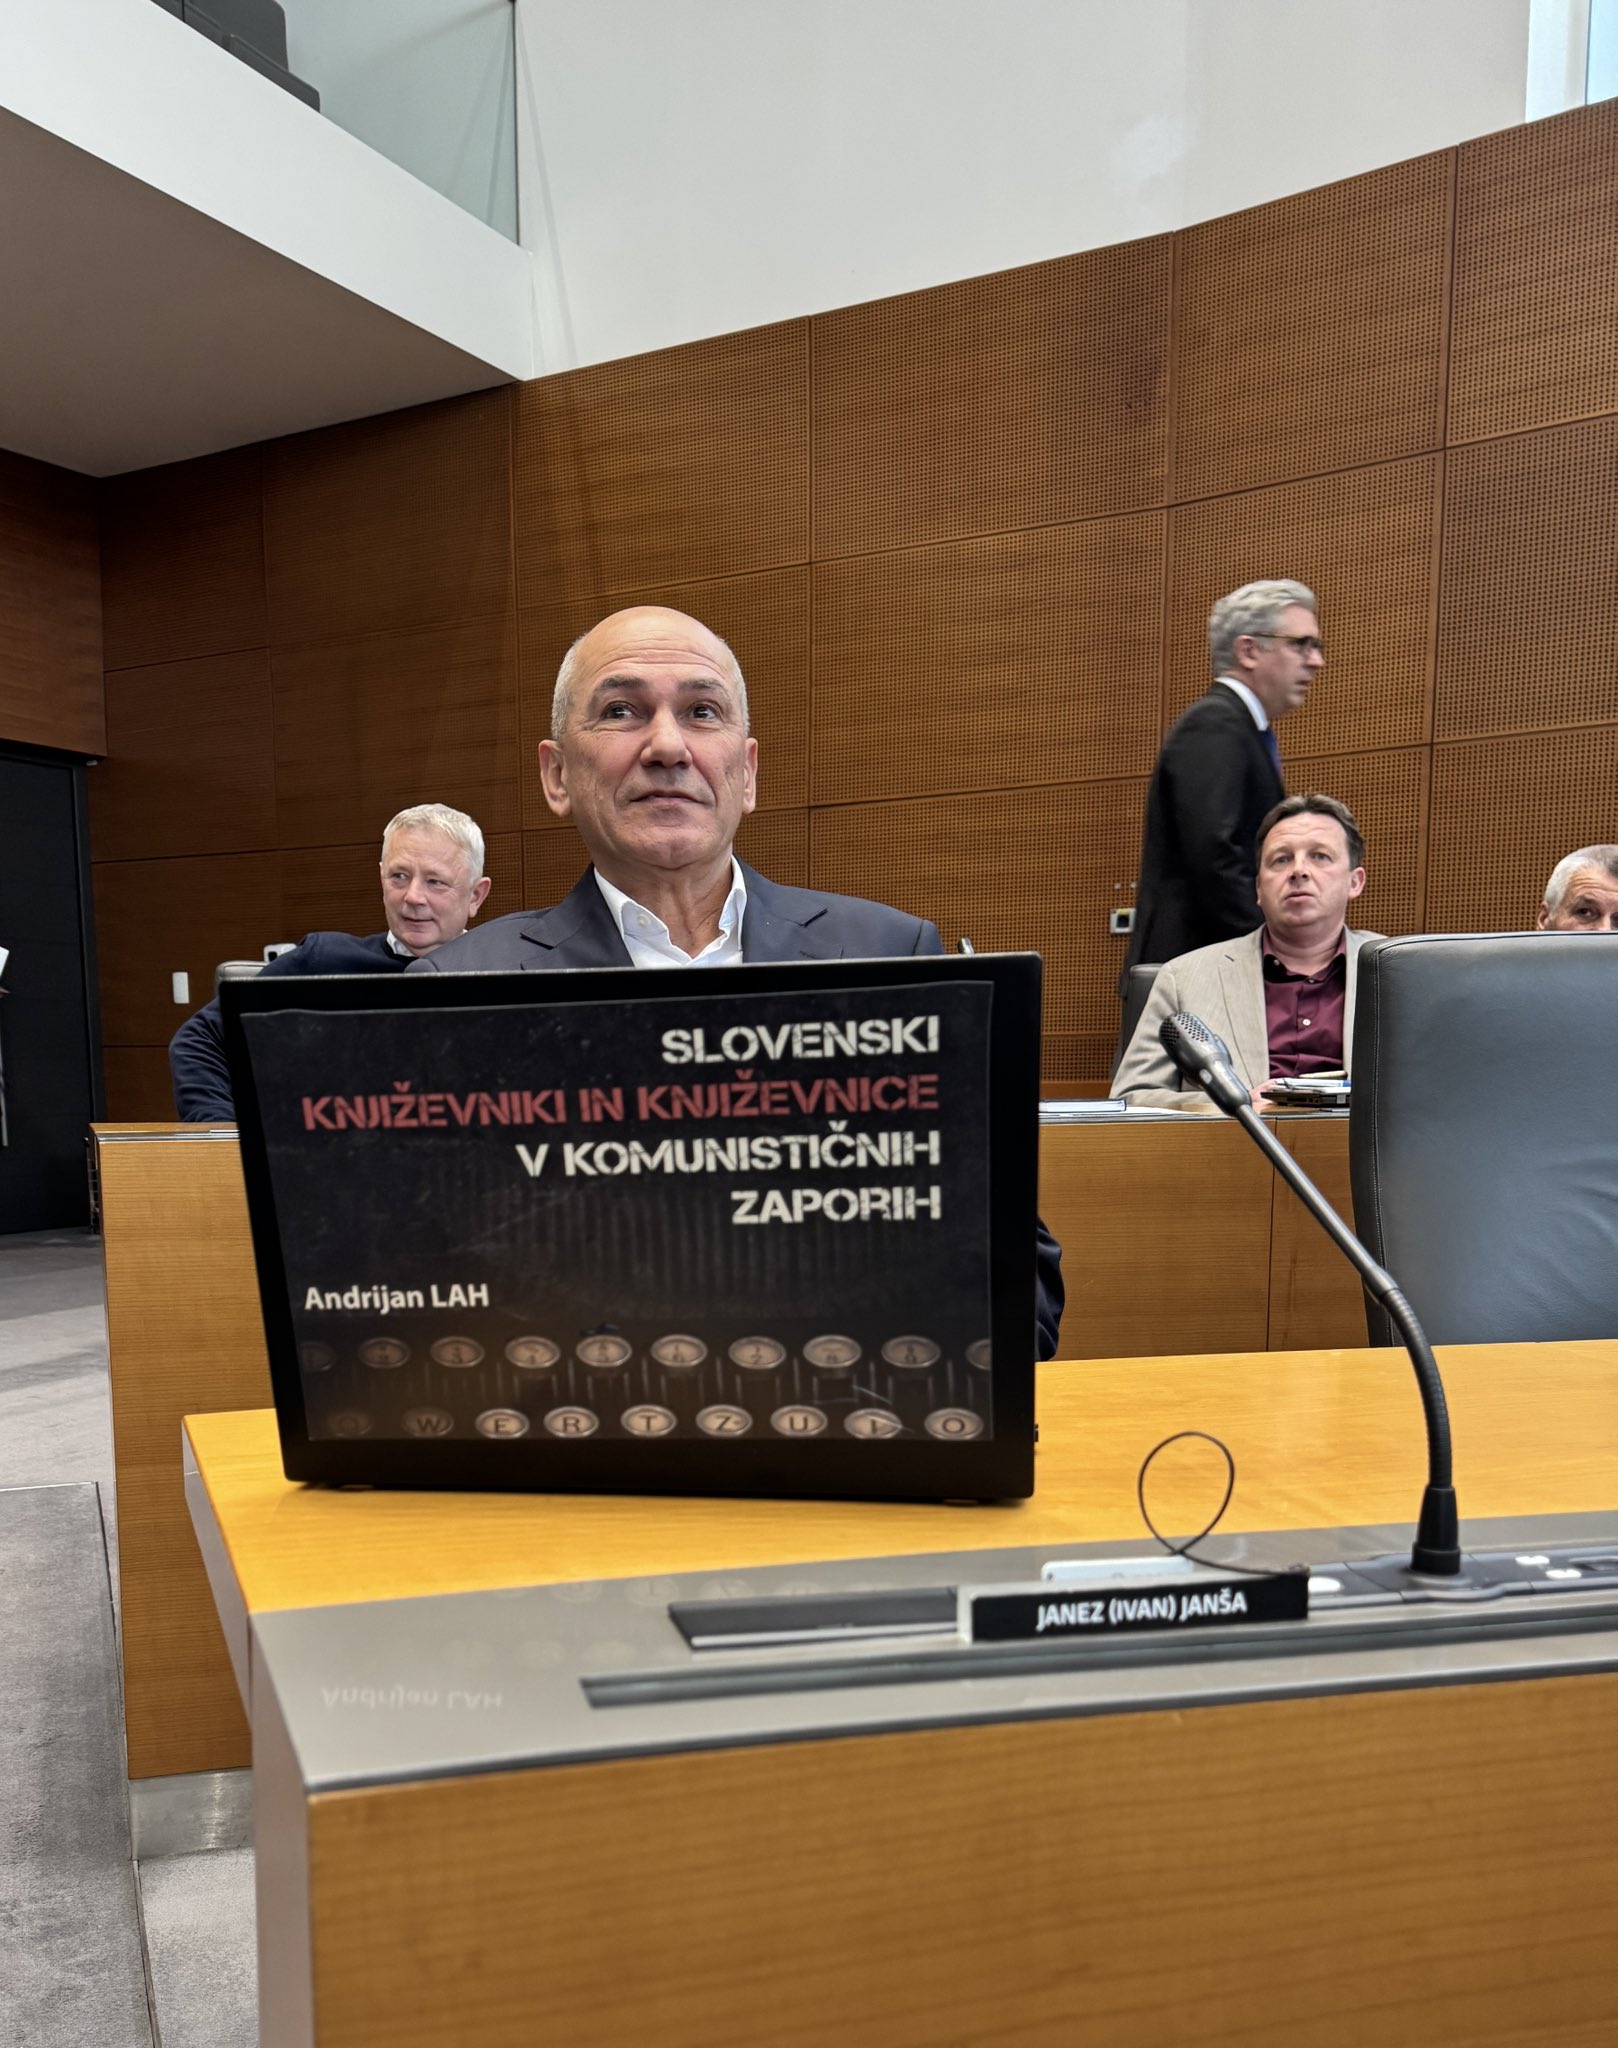 SLOVENSKI
KNJIŽEVNIKI IN KNJIŽEVNICE
V KOMUNISTIČNIH
ZAPORIH
Andrijan LAH
W E R T Z U I O
JANEZ (IVAN) JANŠA